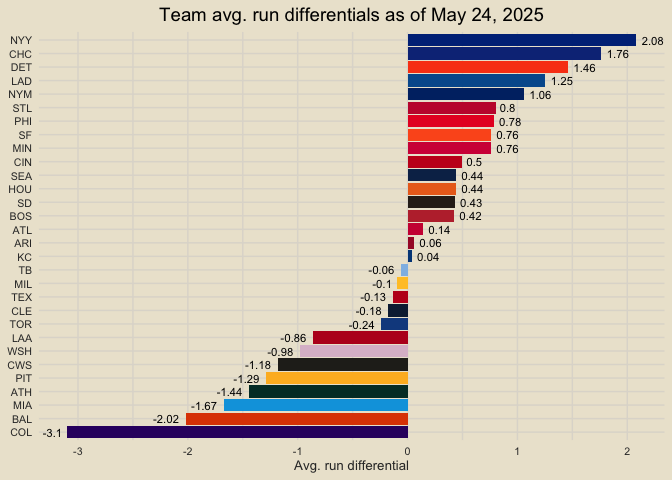 Team avg. run differentials as of May 24, 2025
NYY 2.08
CHC 1.76
DET 1.46
LAD 1.25
NYM 1.06
STL 0.8
PHI 0.78
SF 0.76
MIN 0.76
CIN 0.5
SEA 0.44
HOU 0.44
SD 0.43
BOS 0.42
ATL 0.14
ARI 0.06
KC 0.04
TB -0.06
MIL -0.1
TEX -0.13
CLE -0.18
TOR -0.24
LAA -0.86
WSH -0.98
CWS -1.18
PIT -1.29
ATH -1.44
MIA -1.67
BAL -2.02
COL -3.1
-3 -2 -1 0 1 2
Avg. run differential